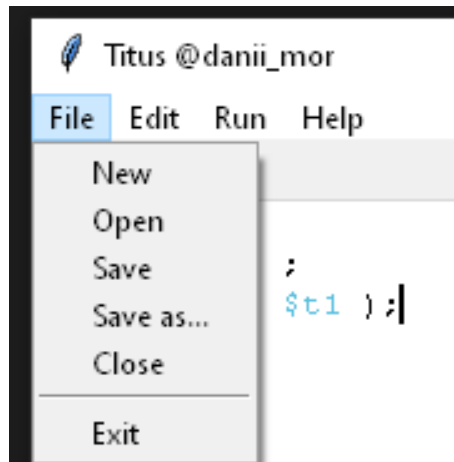 Titus @danii_mor
File Edit Run Help
New
Open
Save
;
Save as...
$t1 );
Close
Exit